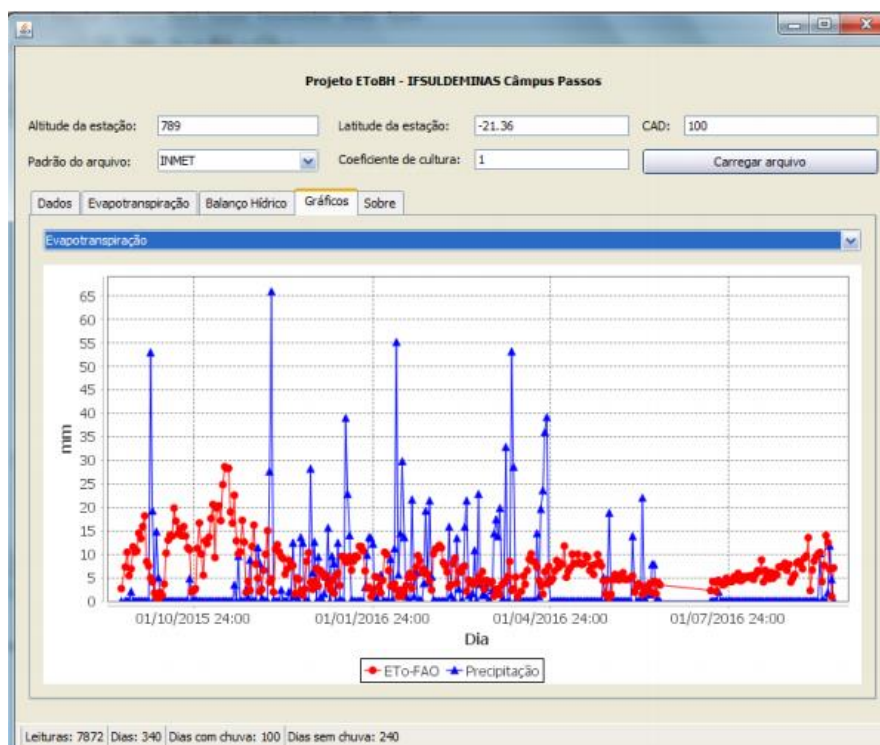 Projeto EToBH - IFSULDEMINAS Câmpus Passos
Altitude da estação: 789 Latitude da estação: -21.36 CAD: 100
Padrão do arquivo: INMET Coeficiente de cultura: 1 Carregar arquivo
Dados Evapotranspiração Balanço Hídrico Gráficos Sobre
Evapotranspiração
65
60
55
50
45
40
35
30
25
20
15
10
5
0
mm
01/10/2015 24:00 01/01/2016 24:00 01/04/2016 24:00 01/07/2016 24:00
Dia
ETo-FAO Precipitação
Leituras: 7872 Dias: 340 Dias com chuva: 100 Dias sem chuva: 240